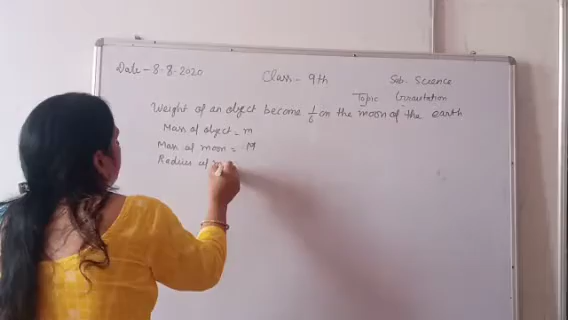 Date - 8-8-2020 Class - 9th Sub. Science
Topic Gravitation
Weight of an object become 1/6 on the moon of the earth
Mass of object = m
Mass of moon = M
Radius of